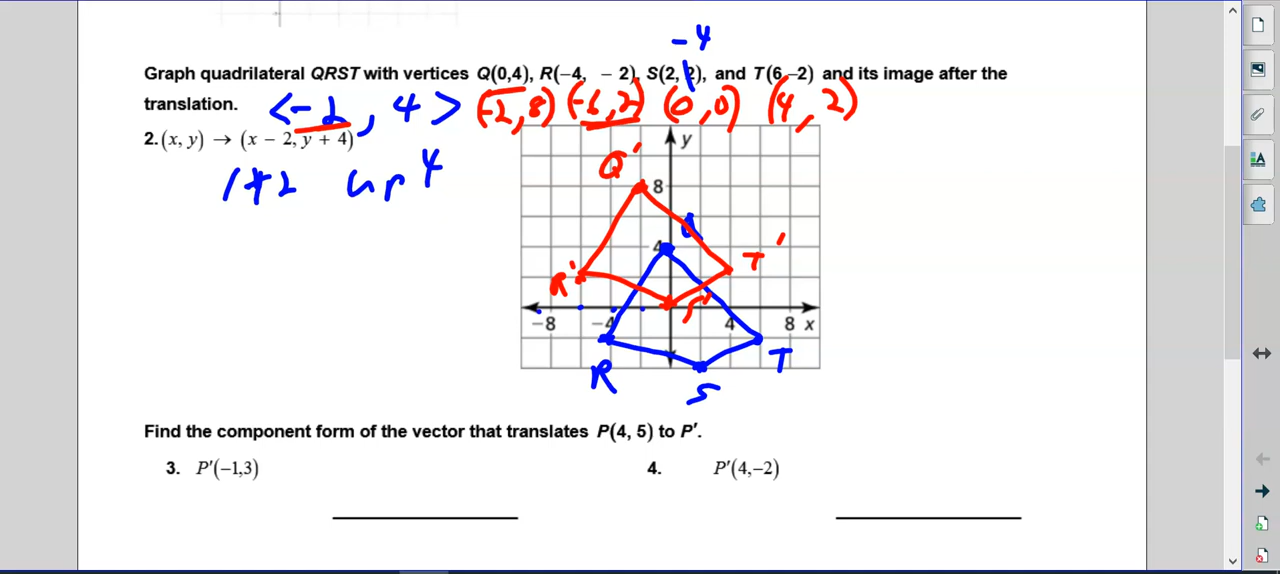 -4
Graph quadrilateral QRST with vertices Q(0,4), R(−4, − 2), S(2, 2), and T(6,−2) and its image after the
translation. <-2, 4> (-2, 8) (-6, 2) (0, 0) (4, 2)
2. (x, y) → (x − 2, y + 4)
up 4
y
Q'
8
4
T'
R'
S'
−8 −4 4 8 x
R
T
S
Find the component form of the vector that translates P(4, 5) to P'.
3. P'(−1,3) 4. P'(4,−2)